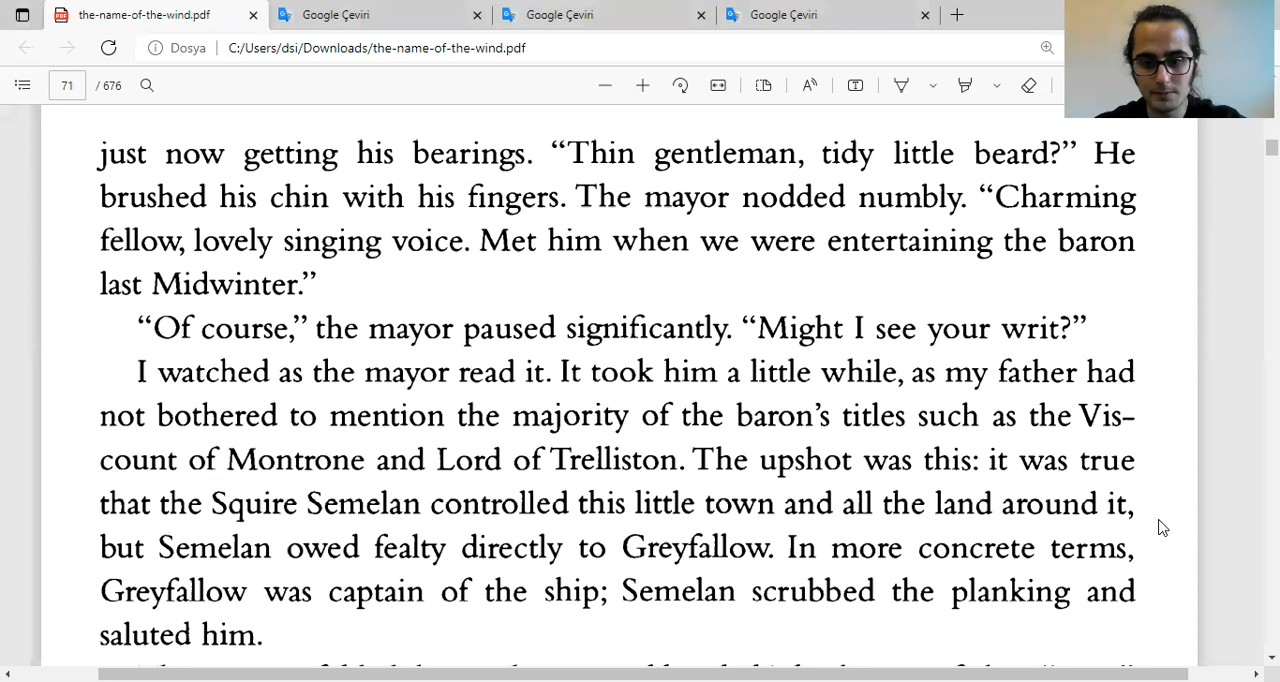 the-name-of-the-wind.pdf
Google Çeviri
Google Çeviri
Google Çeviri
Dosya
C:/Users/dsi/Downloads/the-name-of-the-wind.pdf
71 / 676
just now getting his bearings. “Thin gentleman, tidy little beard?” He
brushed his chin with his fingers. The mayor nodded numbly. “Charming
fellow, lovely singing voice. Met him when we were entertaining the baron
last Midwinter.”
“Of course,” the mayor paused significantly. “Might I see your writ?”
I watched as the mayor read it. It took him a little while, as my father had
not bothered to mention the majority of the baron’s titles such as the Vis-
count of Montrone and Lord of Trelliston. The upshot was this: it was true
that the Squire Semelan controlled this little town and all the land around it,
but Semelan owed fealty directly to Greyfallow. In more concrete terms,
Greyfallow was captain of the ship; Semelan scrubbed the planking and
saluted him.